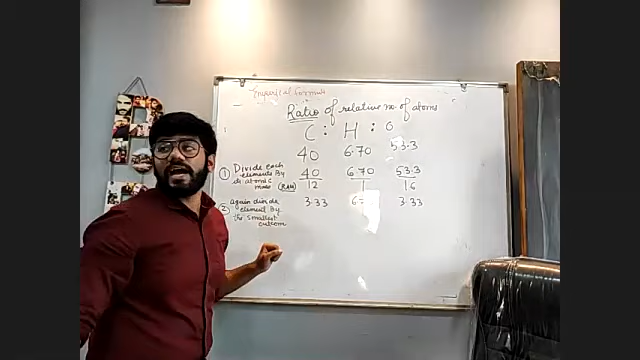 Empirical Formula
Ratio of relative no. of atoms
C : H : O
40 6.70 53.3
① Divide each
elements By
its atomic
mass (RAM)
40/12 6.70/1 53.3/16
② again divide
element By
the smallest
outcome
3.33 6 3.33